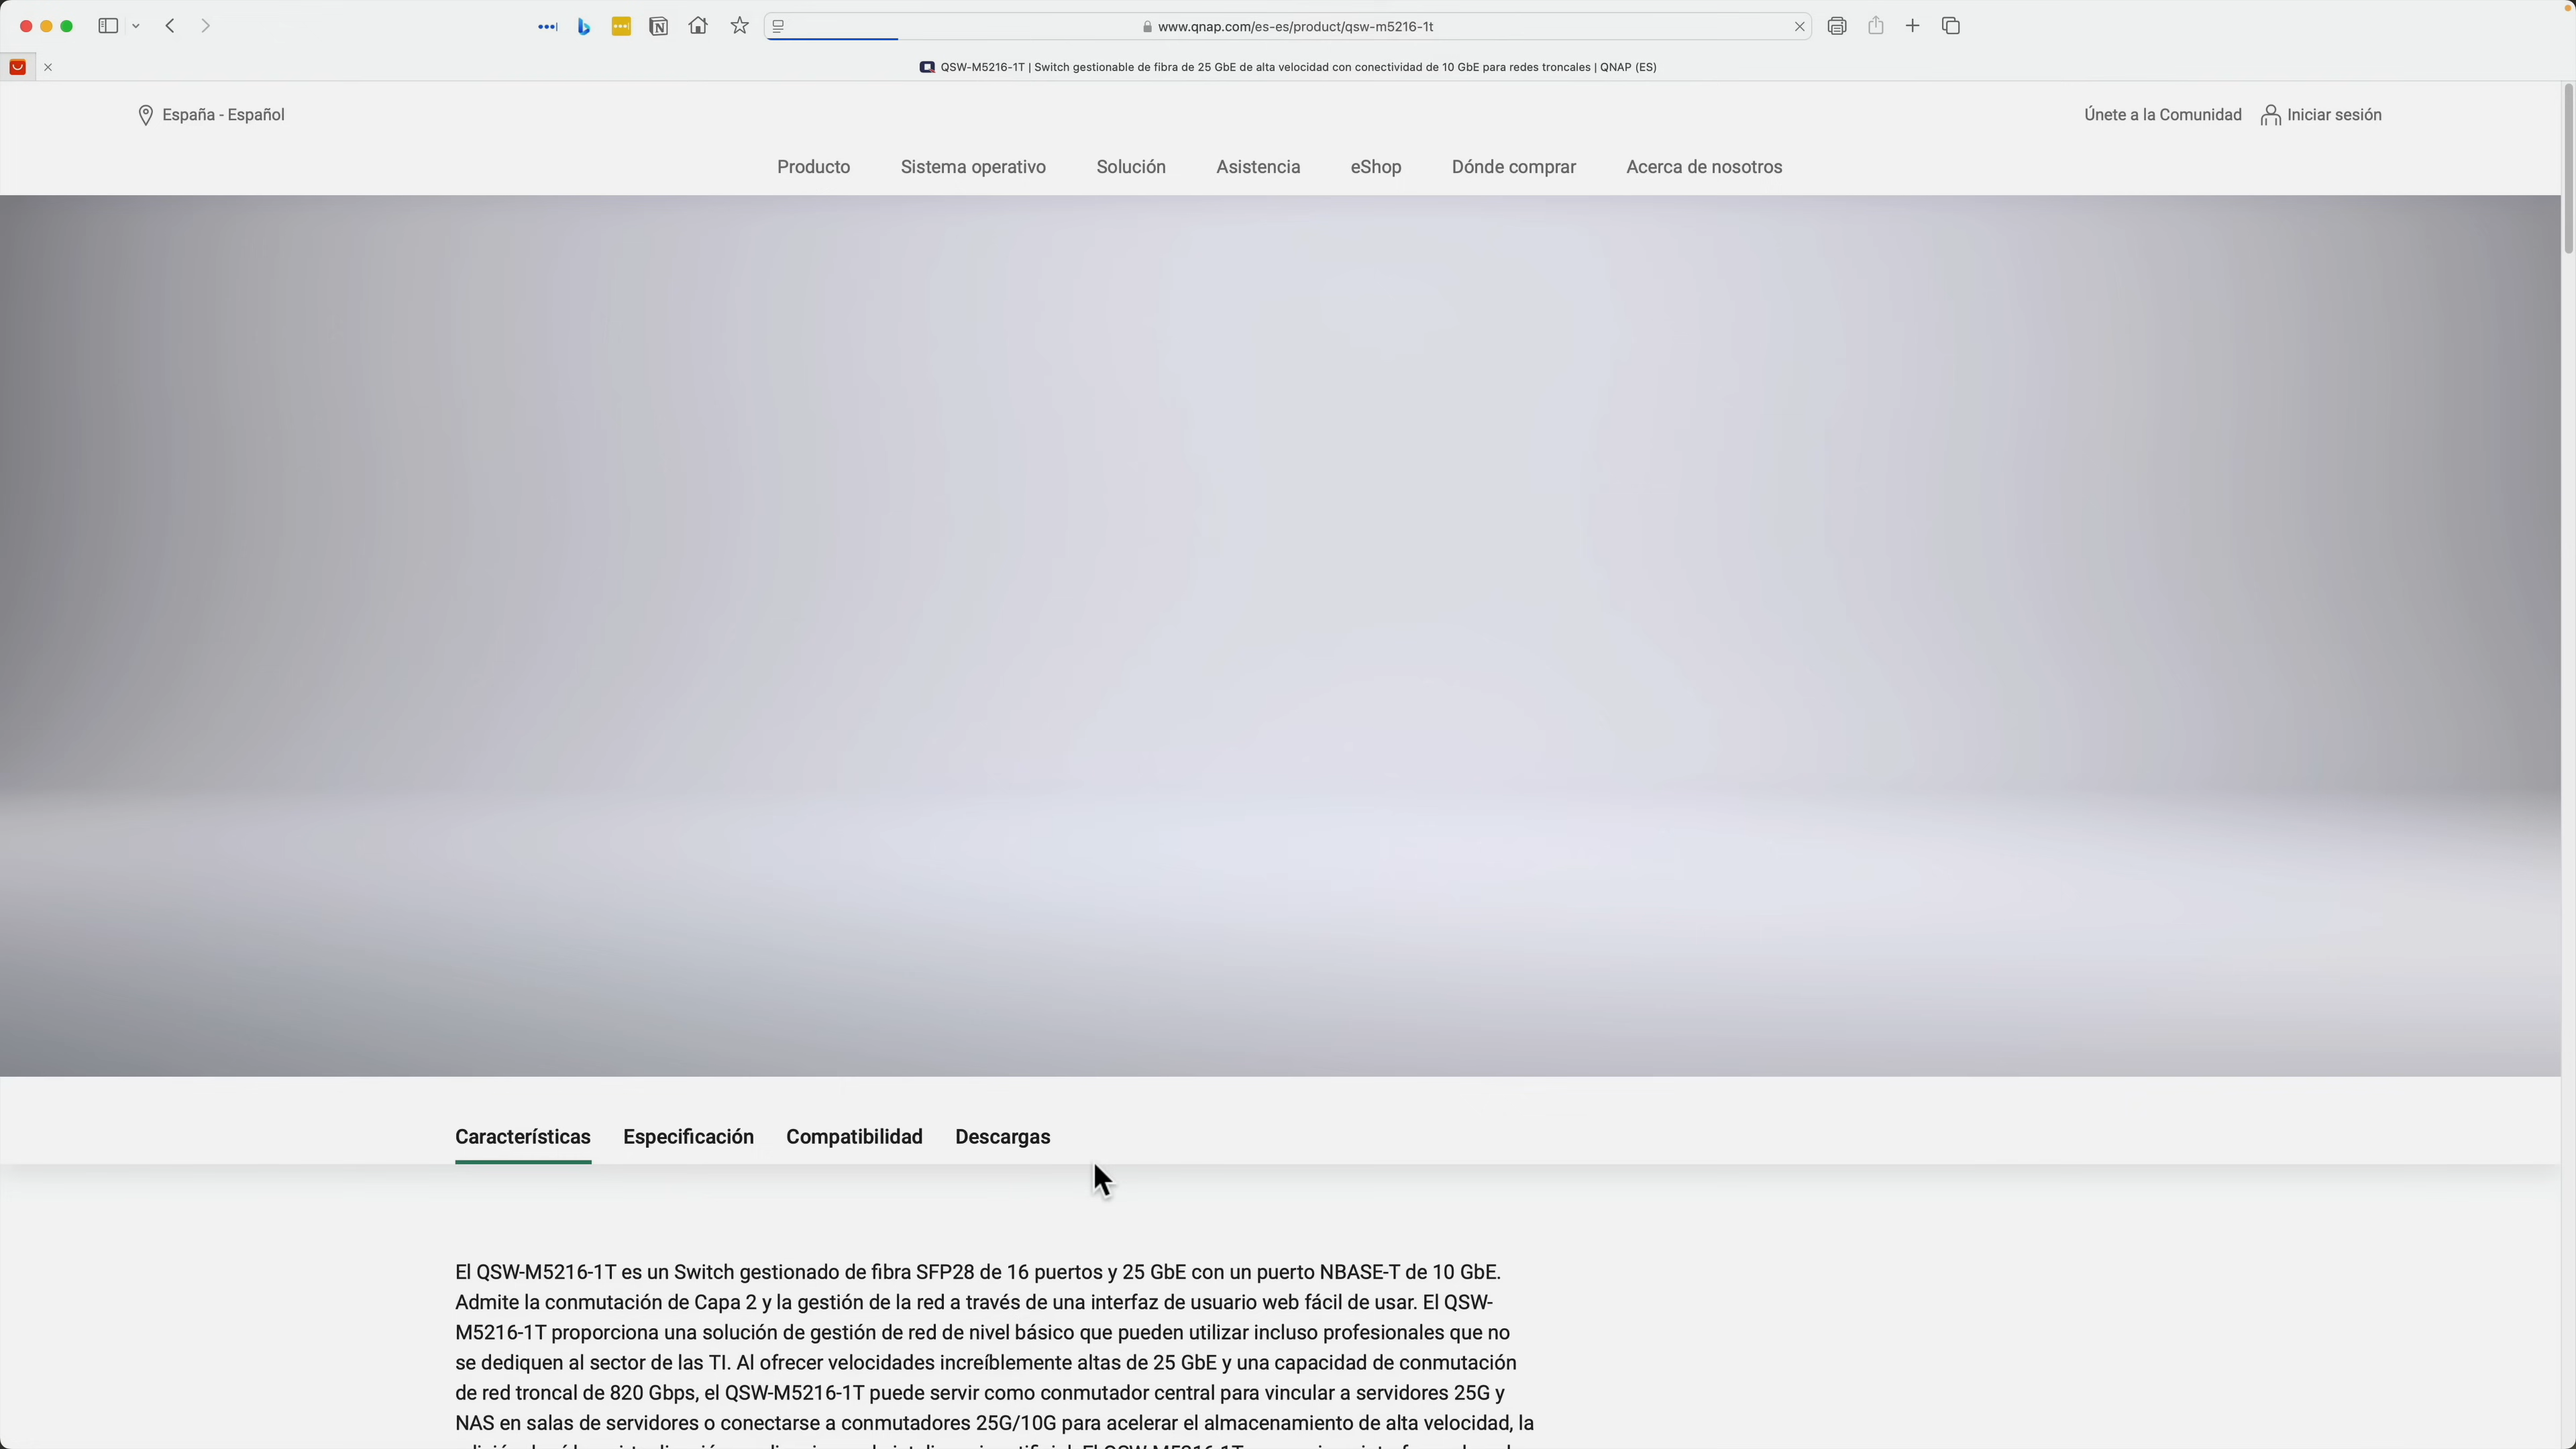 www.qnap.com/es-es/product/qsw-m5216-1t
QSW-M5216-1T | Switch gestionable de fibra de 25 GbE de alta velocidad con conectividad de 10 GbE para redes troncales | QNAP (ES)
España - Español
Únete a la Comunidad
Iniciar sesión
Producto
Sistema operativo
Solución
Asistencia
eShop
Dónde comprar
Acerca de nosotros
Características
Especificación
Compatibilidad
Descargas
El QSW-M5216-1T es un Switch gestionado de fibra SFP28 de 16 puertos y 25 GbE con un puerto NBASE-T de 10 GbE.
Admite la conmutación de Capa 2 y la gestión de la red a través de una interfaz de usuario web fácil de usar. El QSW-
M5216-1T proporciona una solución de gestión de red de nivel básico que pueden utilizar incluso profesionales que no
se dediquen al sector de las TI. Al ofrecer velocidades increíblemente altas de 25 GbE y una capacidad de conmutación
de red troncal de 820 Gbps, el QSW-M5216-1T puede servir como conmutador central para vincular a servidores 25G y
NAS en salas de servidores o conectarse a conmutadores 25G/10G para acelerar el almacenamiento de alta velocidad, la